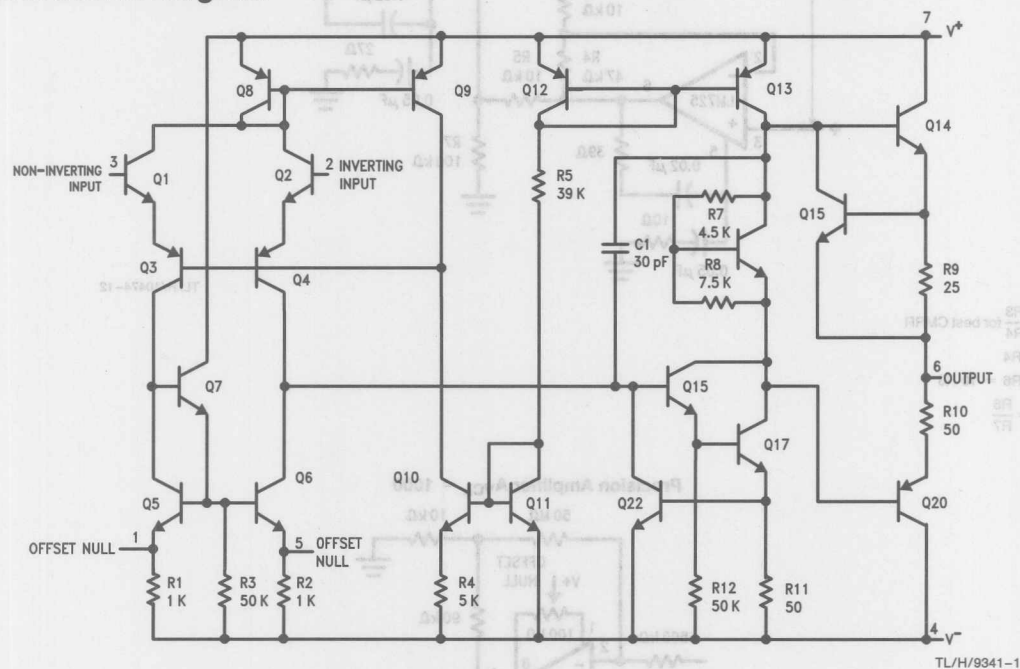 7
V+
Q8
Q9
Q12
Q13
Q14
3
NON-INVERTING
INPUT
Q1
Q2
2
INVERTING
INPUT
R5
39 K
Q15
R7
4.5 K
C1
30 pF
R8
7.5 K
Q3
Q4
R9
25
6
OUTPUT
Q7
Q15
R10
50
Q5
Q6
Q10
Q11
Q22
Q17
Q20
OFFSET NULL
1
5
OFFSET
NULL
R1
1 K
R3
50 K
R2
1 K
R4
5 K
R12
50 K
R11
50
4
V−
TL/H/9341–1